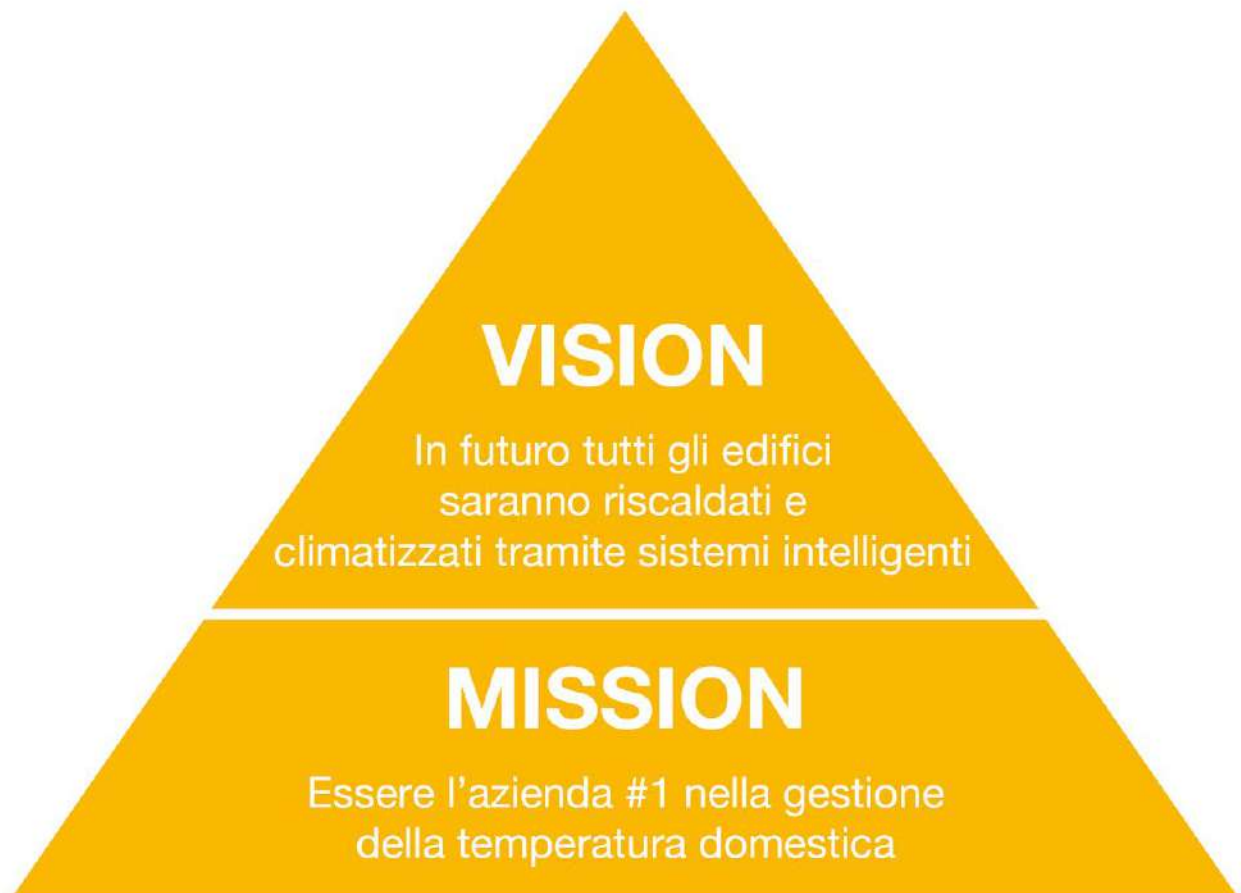 VISION
In futuro tutti gli edifici
saranno riscaldati e
climatizzati tramite sistemi intelligenti
MISSION
Essere l’azienda #1 nella gestione
della temperatura domestica